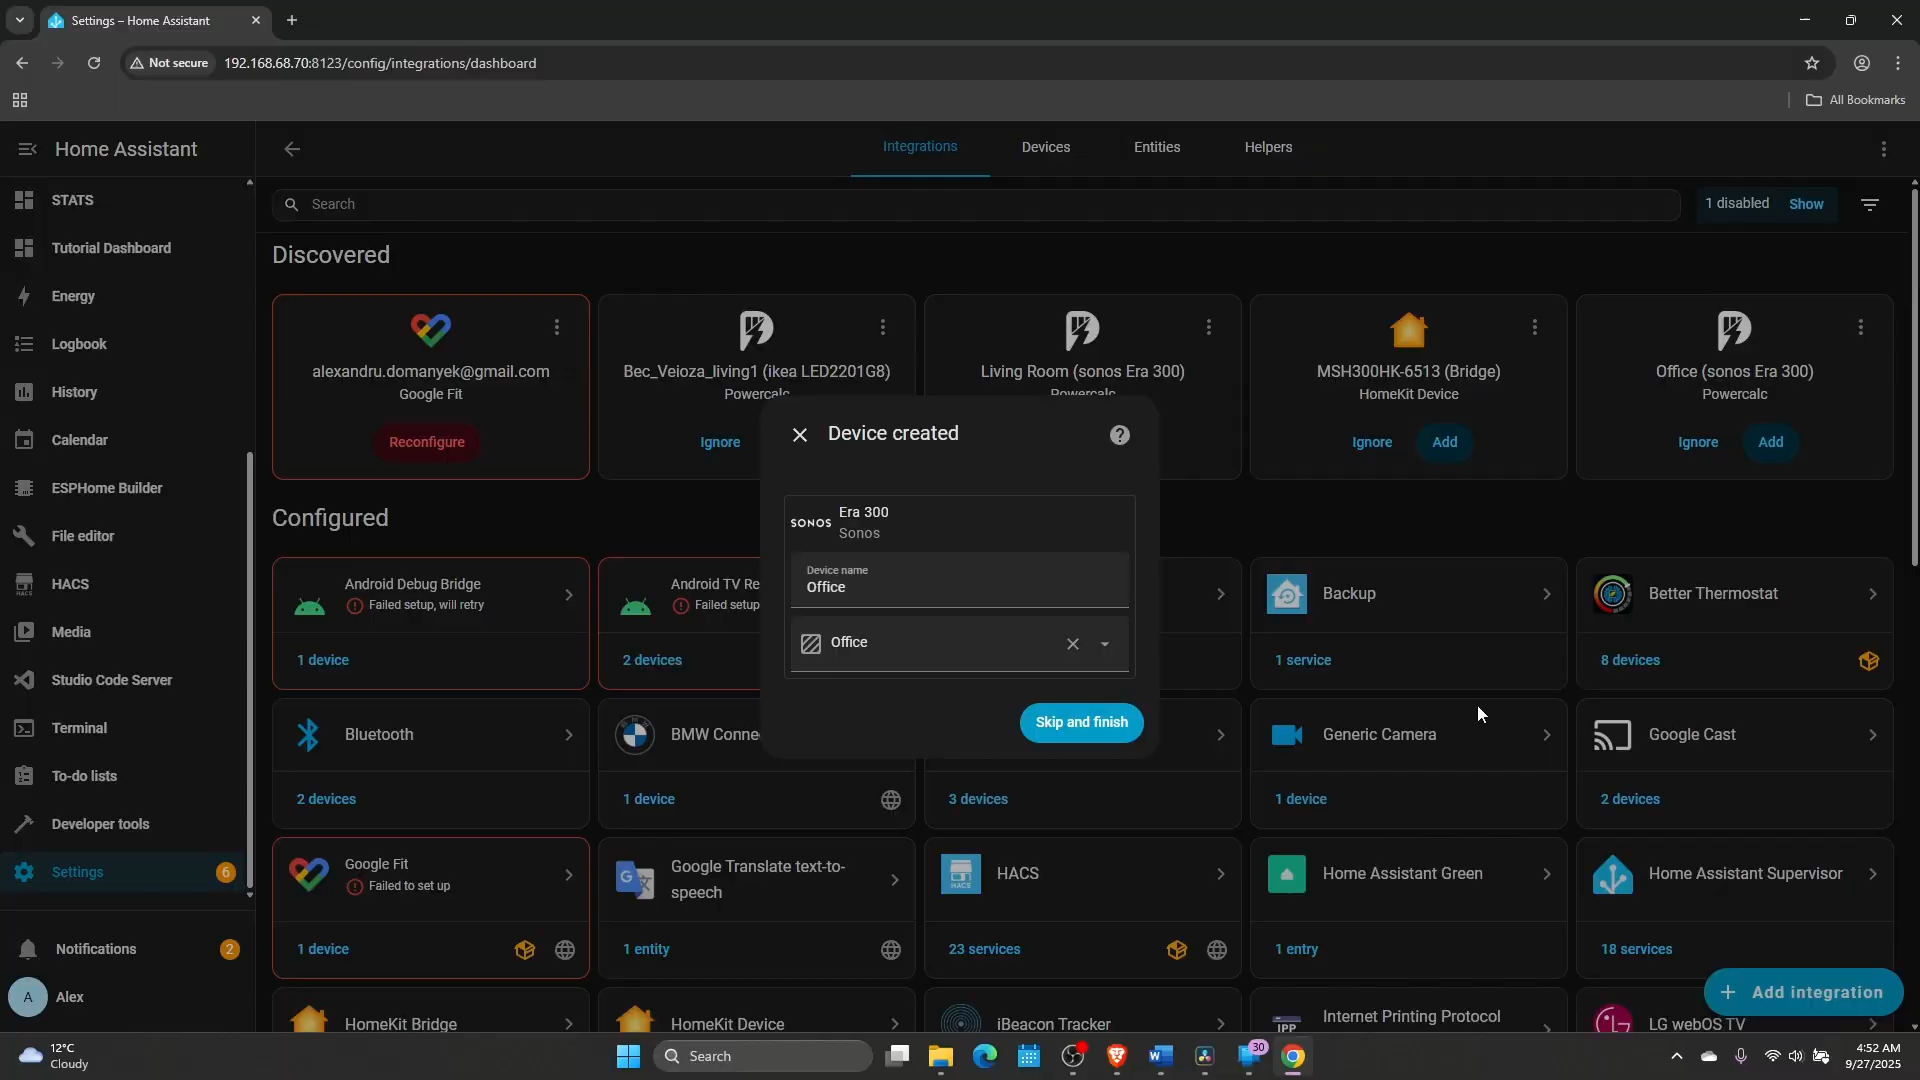 Settings – Home Assistant
Not secure
192.168.68.70:8123/config/integrations/dashboard
All Bookmarks
Home Assistant
Integrations
Devices
Entities
Helpers
STATS
Tutorial Dashboard
Energy
Logbook
History
Calendar
ESPHome Builder
File editor
HACS
Media
Studio Code Server
Terminal
To-do lists
Developer tools
Settings
6
Notifications
2
A
Alex
Search
1 disabled
Show
Discovered
alexandru.domanyek@gmail.com
Google Fit
Reconfigure
Bec_Veioza_living1 (ikea LED2201G8)
Powercalc
Ignore
Living Room (sonos Era 300)
Powercalc
MSH300HK-6513 (Bridge)
HomeKit Device
Ignore
Add
Office (sonos Era 300)
Powercalc
Ignore
Add
Device created
SONOS
Era 300
Sonos
Device name
Office
Office
Skip and finish
Configured
Android Debug Bridge
Failed setup, will retry
1 device
Android TV Re
Failed setup
2 devices
Backup
1 service
Better Thermostat
8 devices
Bluetooth
2 devices
BMW Conne
1 device
3 devices
Generic Camera
1 device
Google Cast
2 devices
Google Fit
Failed to set up
1 device
Google Translate text-to-
speech
1 entity
HACS
HACS
23 services
Home Assistant Green
1 entry
Home Assistant Supervisor
18 services
HomeKit Bridge
HomeKit Device
iBeacon Tracker
IPP
Internet Printing Protocol
LG webOS TV
Add integration
12°C
Cloudy
Search
30
4:52 AM
9/27/2025